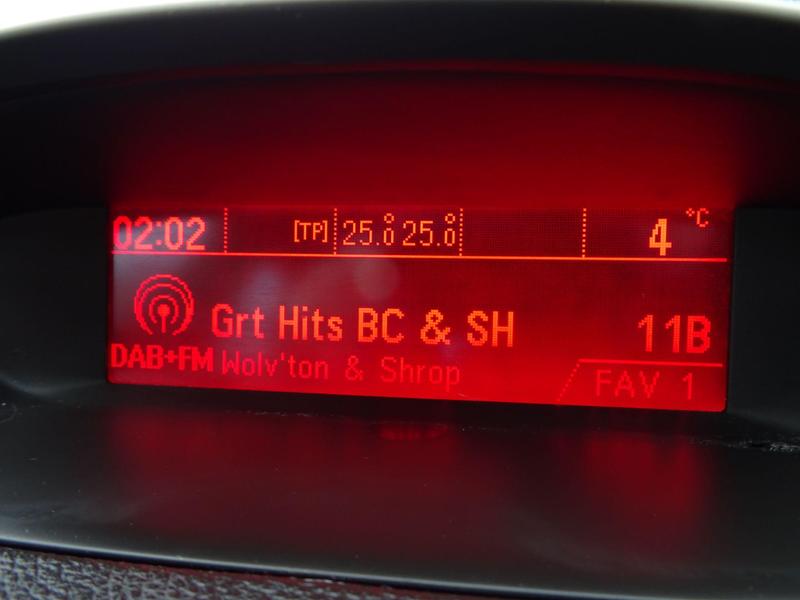 02:02 [TP] 25.0° 25.0° 4 °C
Grt Hits BC & SH 11B
DAB+FM Wolv'ton & Shrop FAV 1